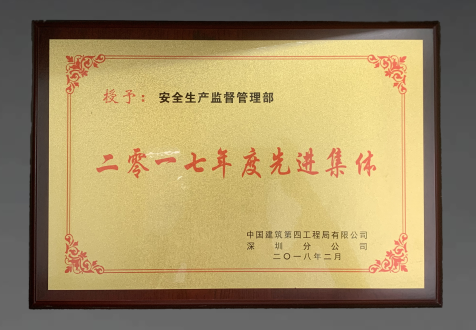 授予：安全生产监督管理部
二零一七年度先进集体
中国建筑第四工程局有限公司
深圳分公司
二〇一八年二月